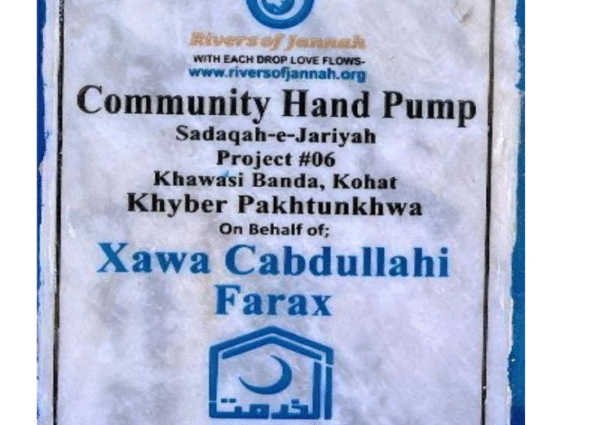 Rivers of Jannah
WITH EACH DROP LOVE FLOWS-
www.riversofjannah.org
Community Hand Pump
Sadaqah-e-Jariyah
Project #06
Khawasi Banda, Kohat
Khyber Pakhtunkhwa
On Behalf of;
Xawa Cabdullahi
Farax
الخدمت